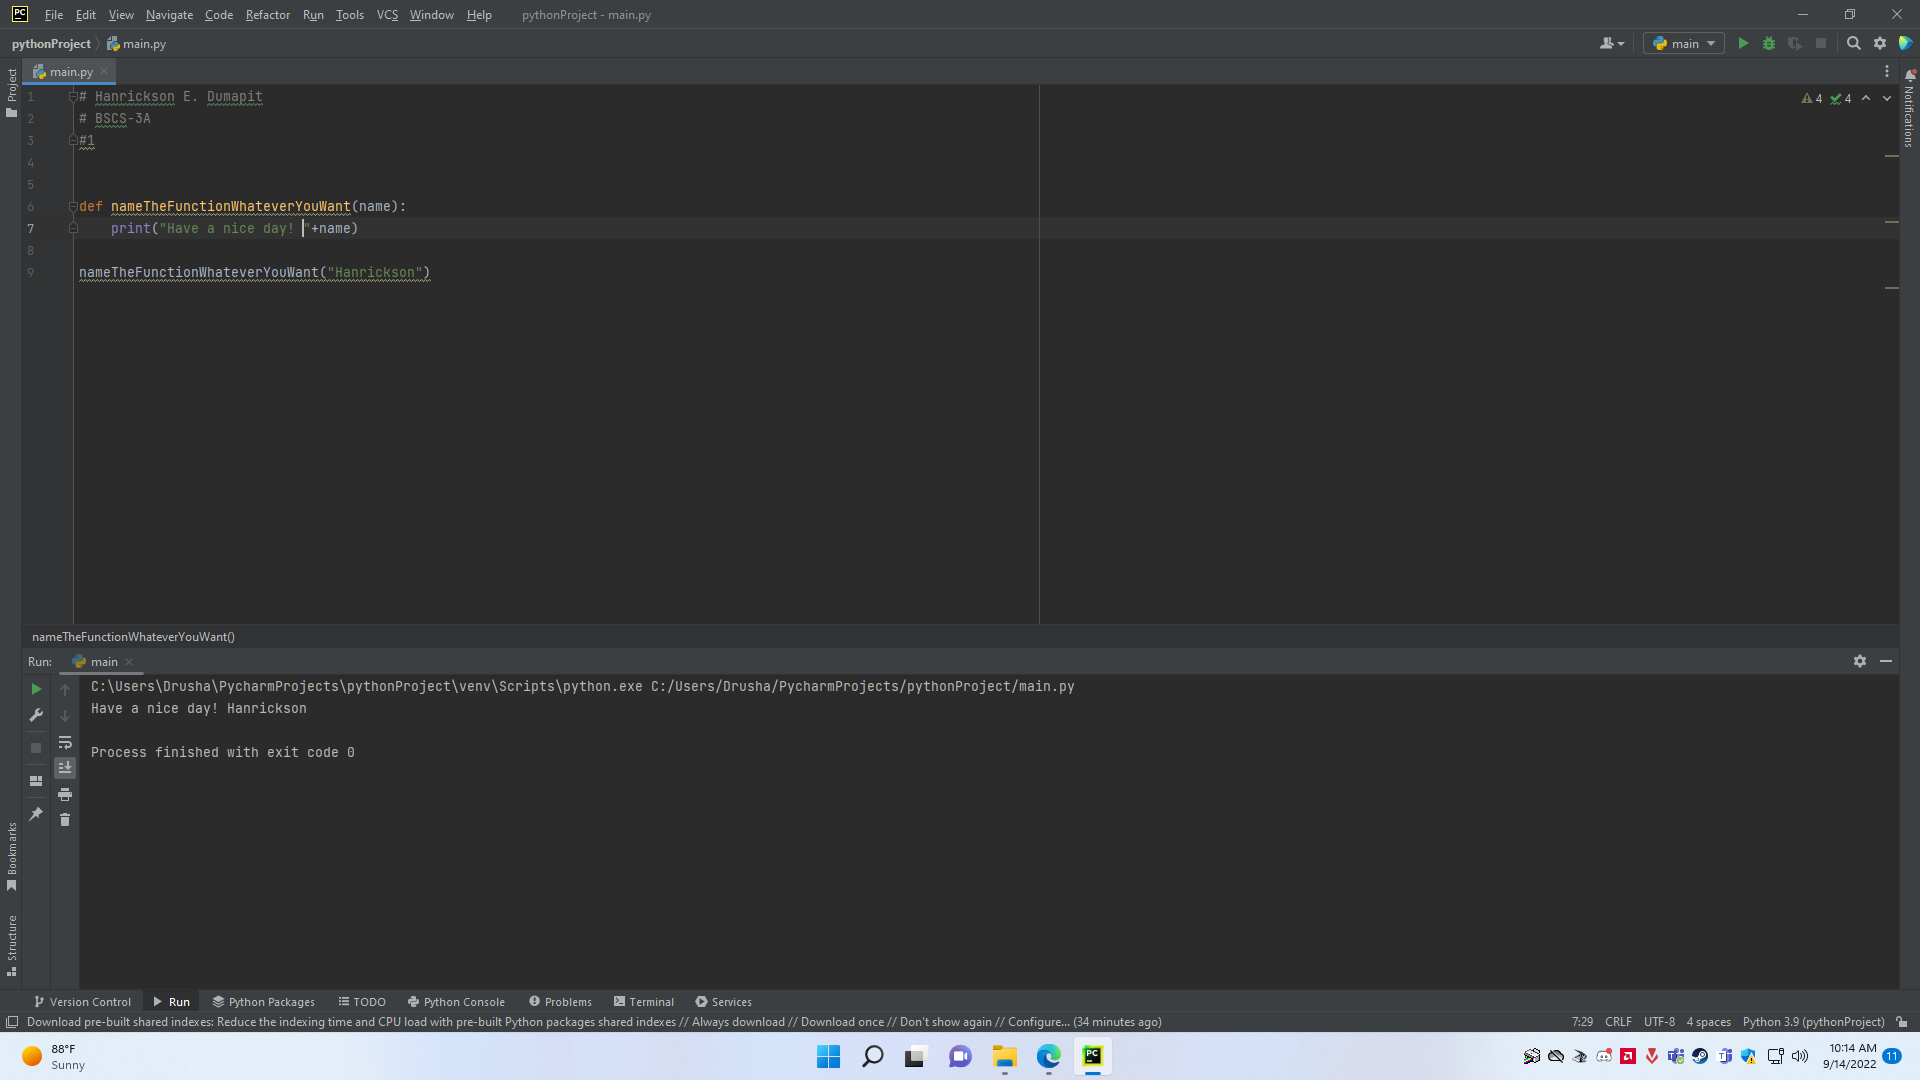 PC File Edit View Navigate Code Refactor Run Tools VCS Window Help pythonProject - main.py
pythonProject main.py main
main.py
Project
Notifications
1 # Hanrickson E. Dumapit
4 4
2 # BSCS-3A
3 #1
4
5
6 def nameTheFunctionWhateverYouWant(name):
7 print("Have a nice day! "+name)
8
9 nameTheFunctionWhateverYouWant("Hanrickson")
nameTheFunctionWhateverYouWant()
Run: main
C:\Users\Drusha\PycharmProjects\pythonProject\venv\Scripts\python.exe C:/Users/Drusha/PycharmProjects/pythonProject/main.py
Have a nice day! Hanrickson
Process finished with exit code 0
Bookmarks
Structure
Version Control Run Python Packages TODO Python Console Problems Terminal Services
Download pre-built shared indexes: Reduce the indexing time and CPU load with pre-built Python packages shared indexes // Always download // Download once // Don't show again // Configure... (34 minutes ago) 7:29 CRLF UTF-8 4 spaces Python 3.9 (pythonProject)
88°F
Sunny
PC
10:14 AM
9/14/2022
11